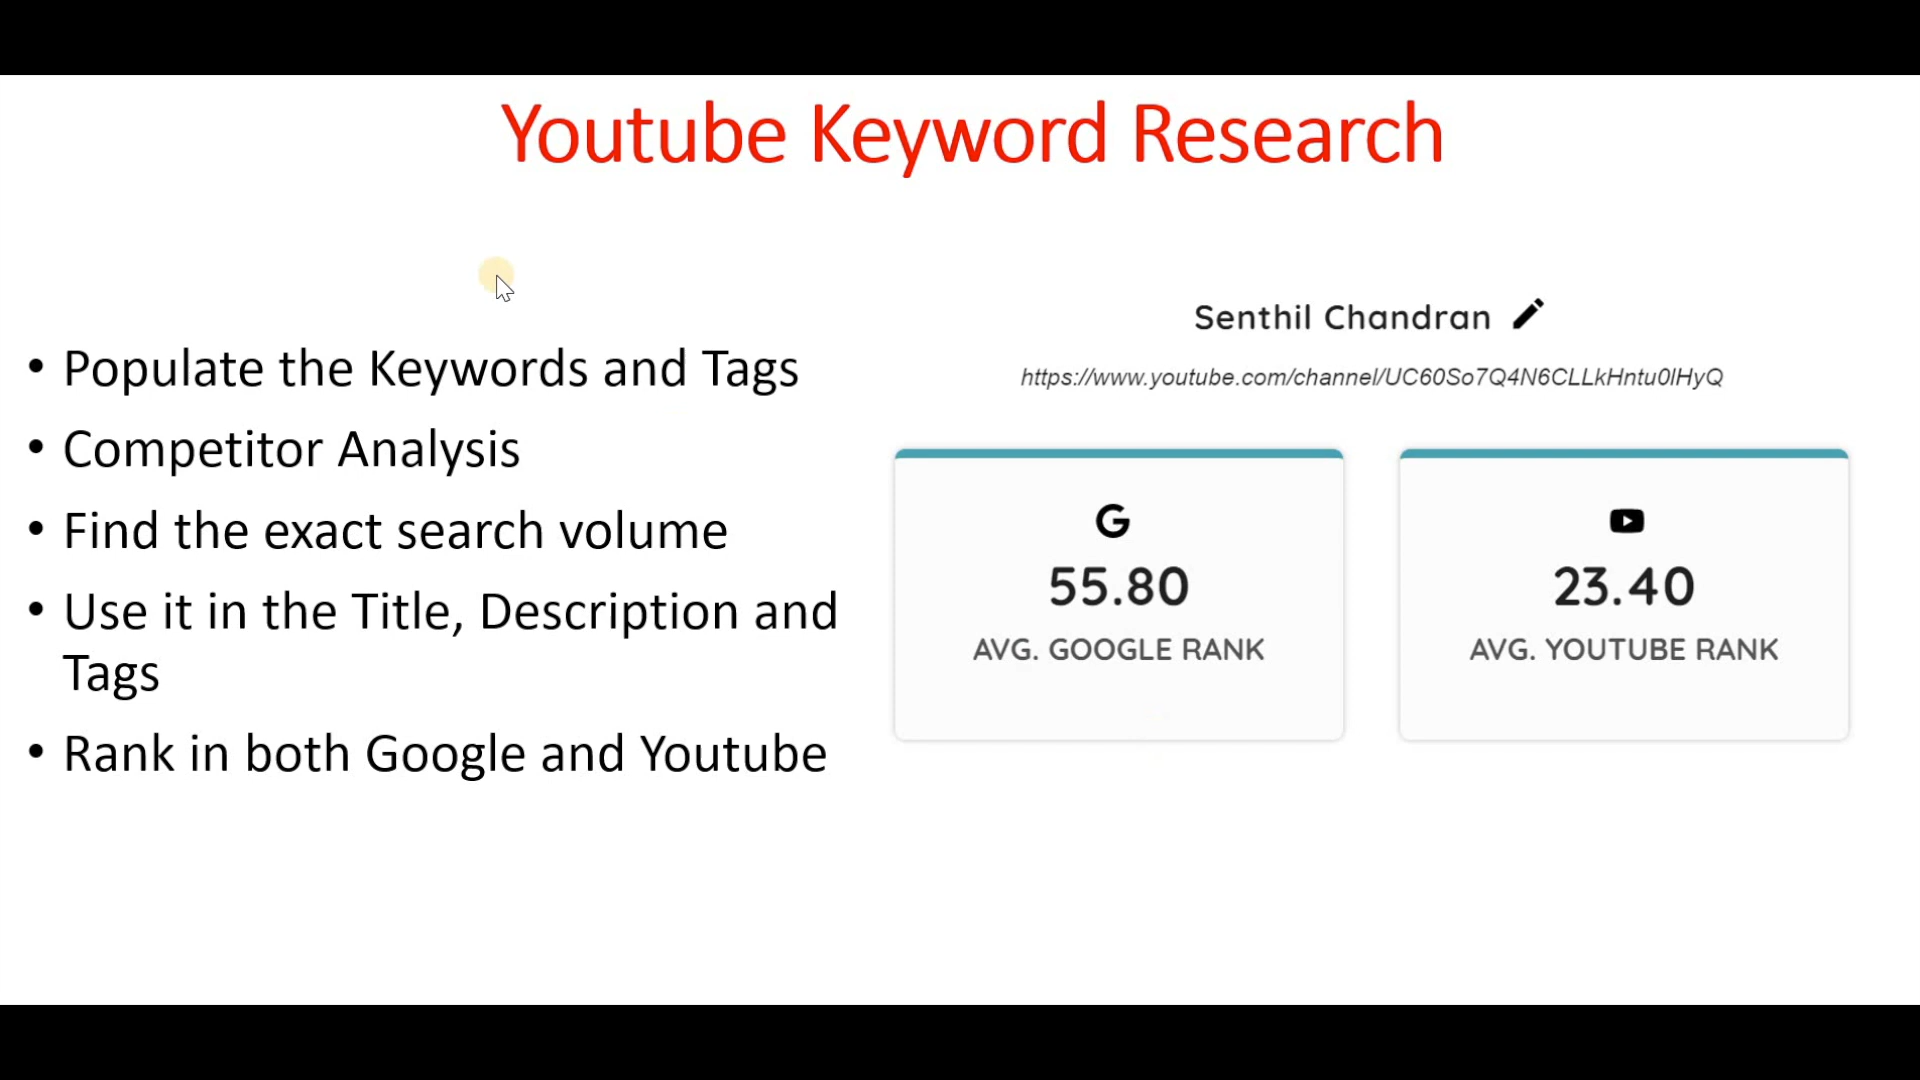 Youtube Keyword Research
• Populate the Keywords and Tags
• Competitor Analysis
• Find the exact search volume
• Use it in the Title, Description and
Tags
• Rank in both Google and Youtube
Senthil Chandran
https://www.youtube.com/channel/UC60So7Q4N6CLLkHntu0lHyQ
55.80
AVG. GOOGLE RANK
23.40
AVG. YOUTUBE RANK